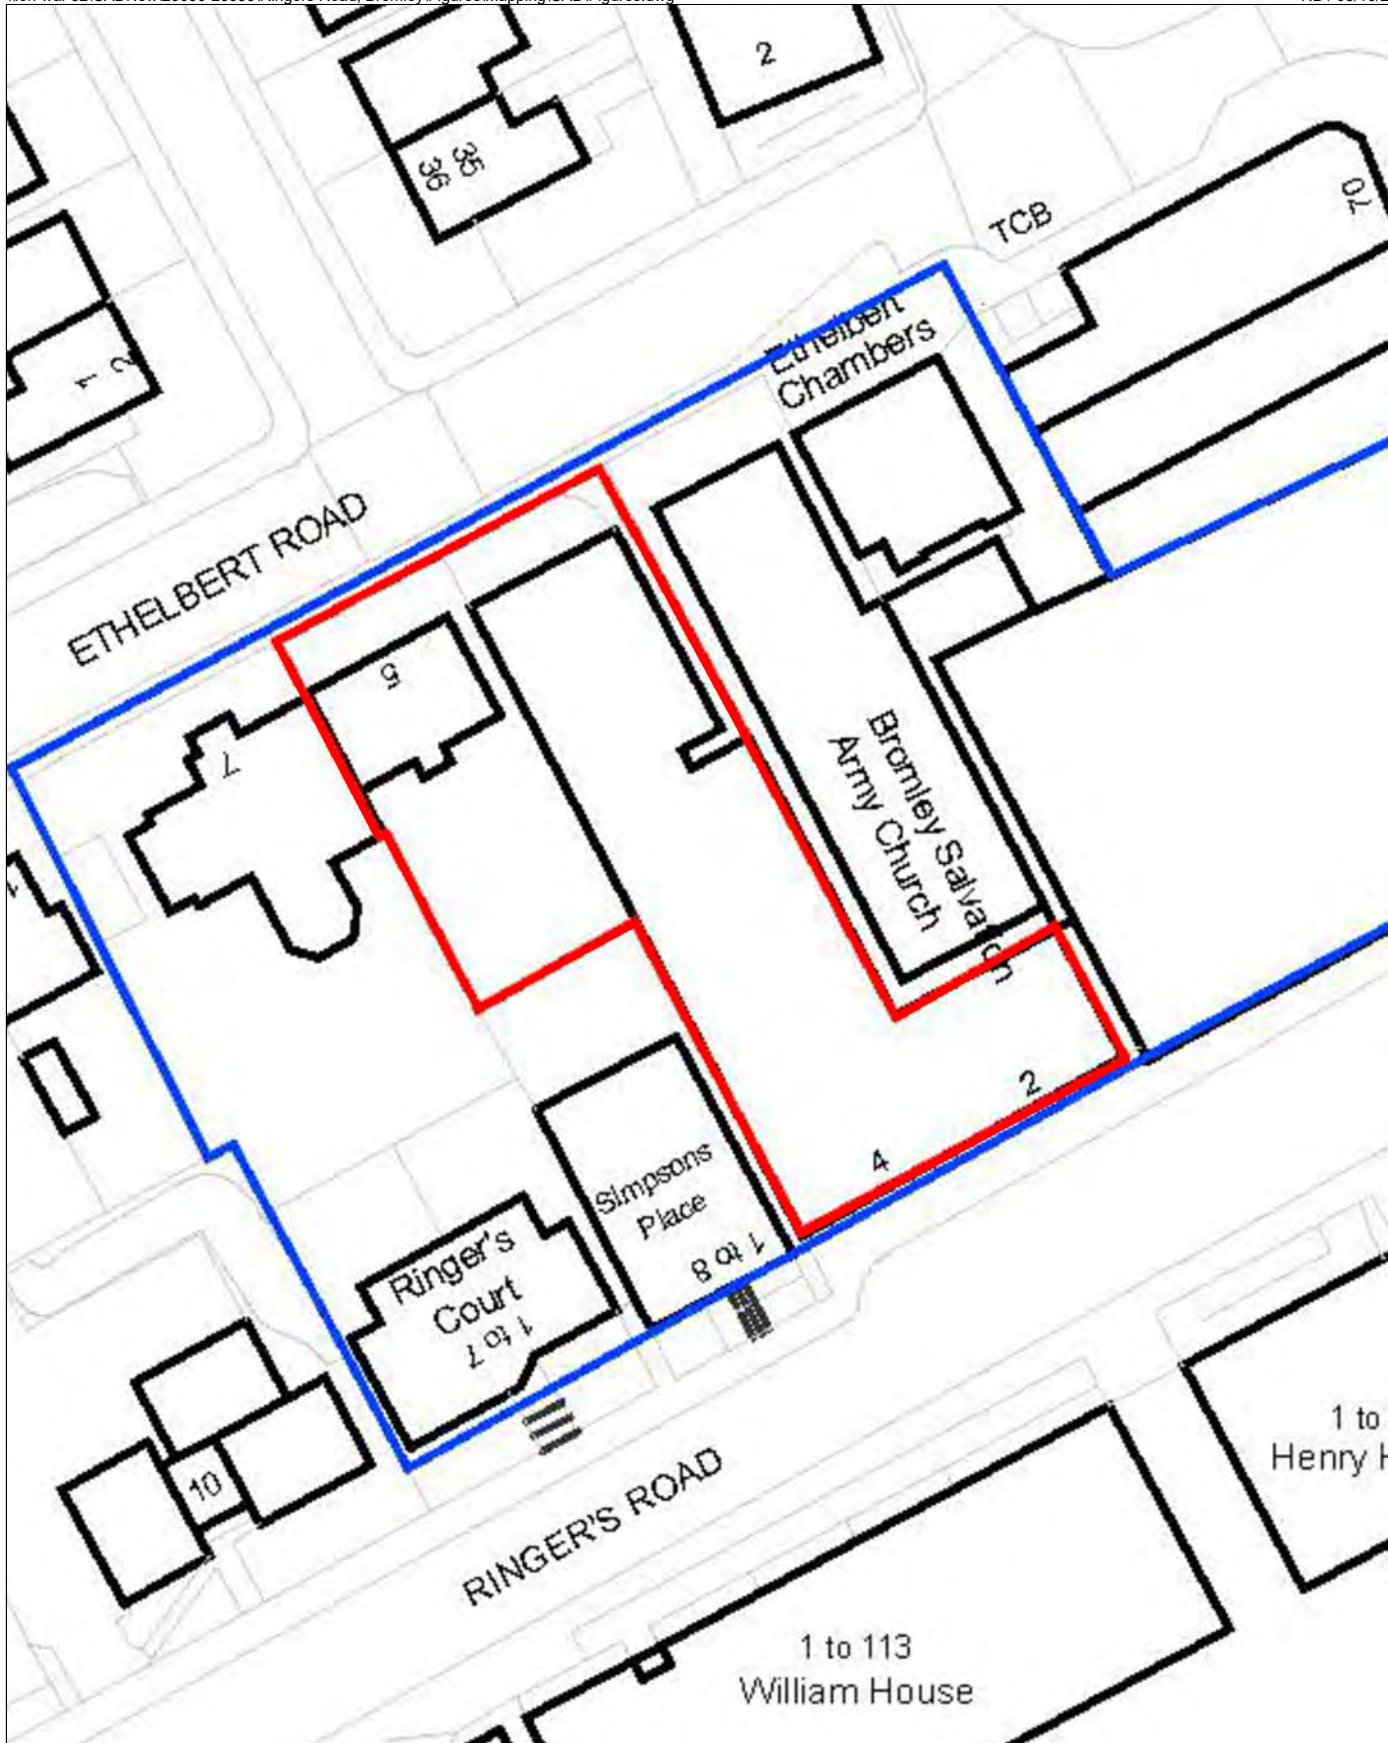 2
36
35
TCB
70
1
2
Ethelbert
Chambers
ETHELBERT ROAD
5
7
Bromley Salvation
Army Church
2
4
Simpsons
Place
1 to 8
Ringer's
Court
1 to 7
10
RINGER'S ROAD
1 to
Henry H
1 to 113
William House